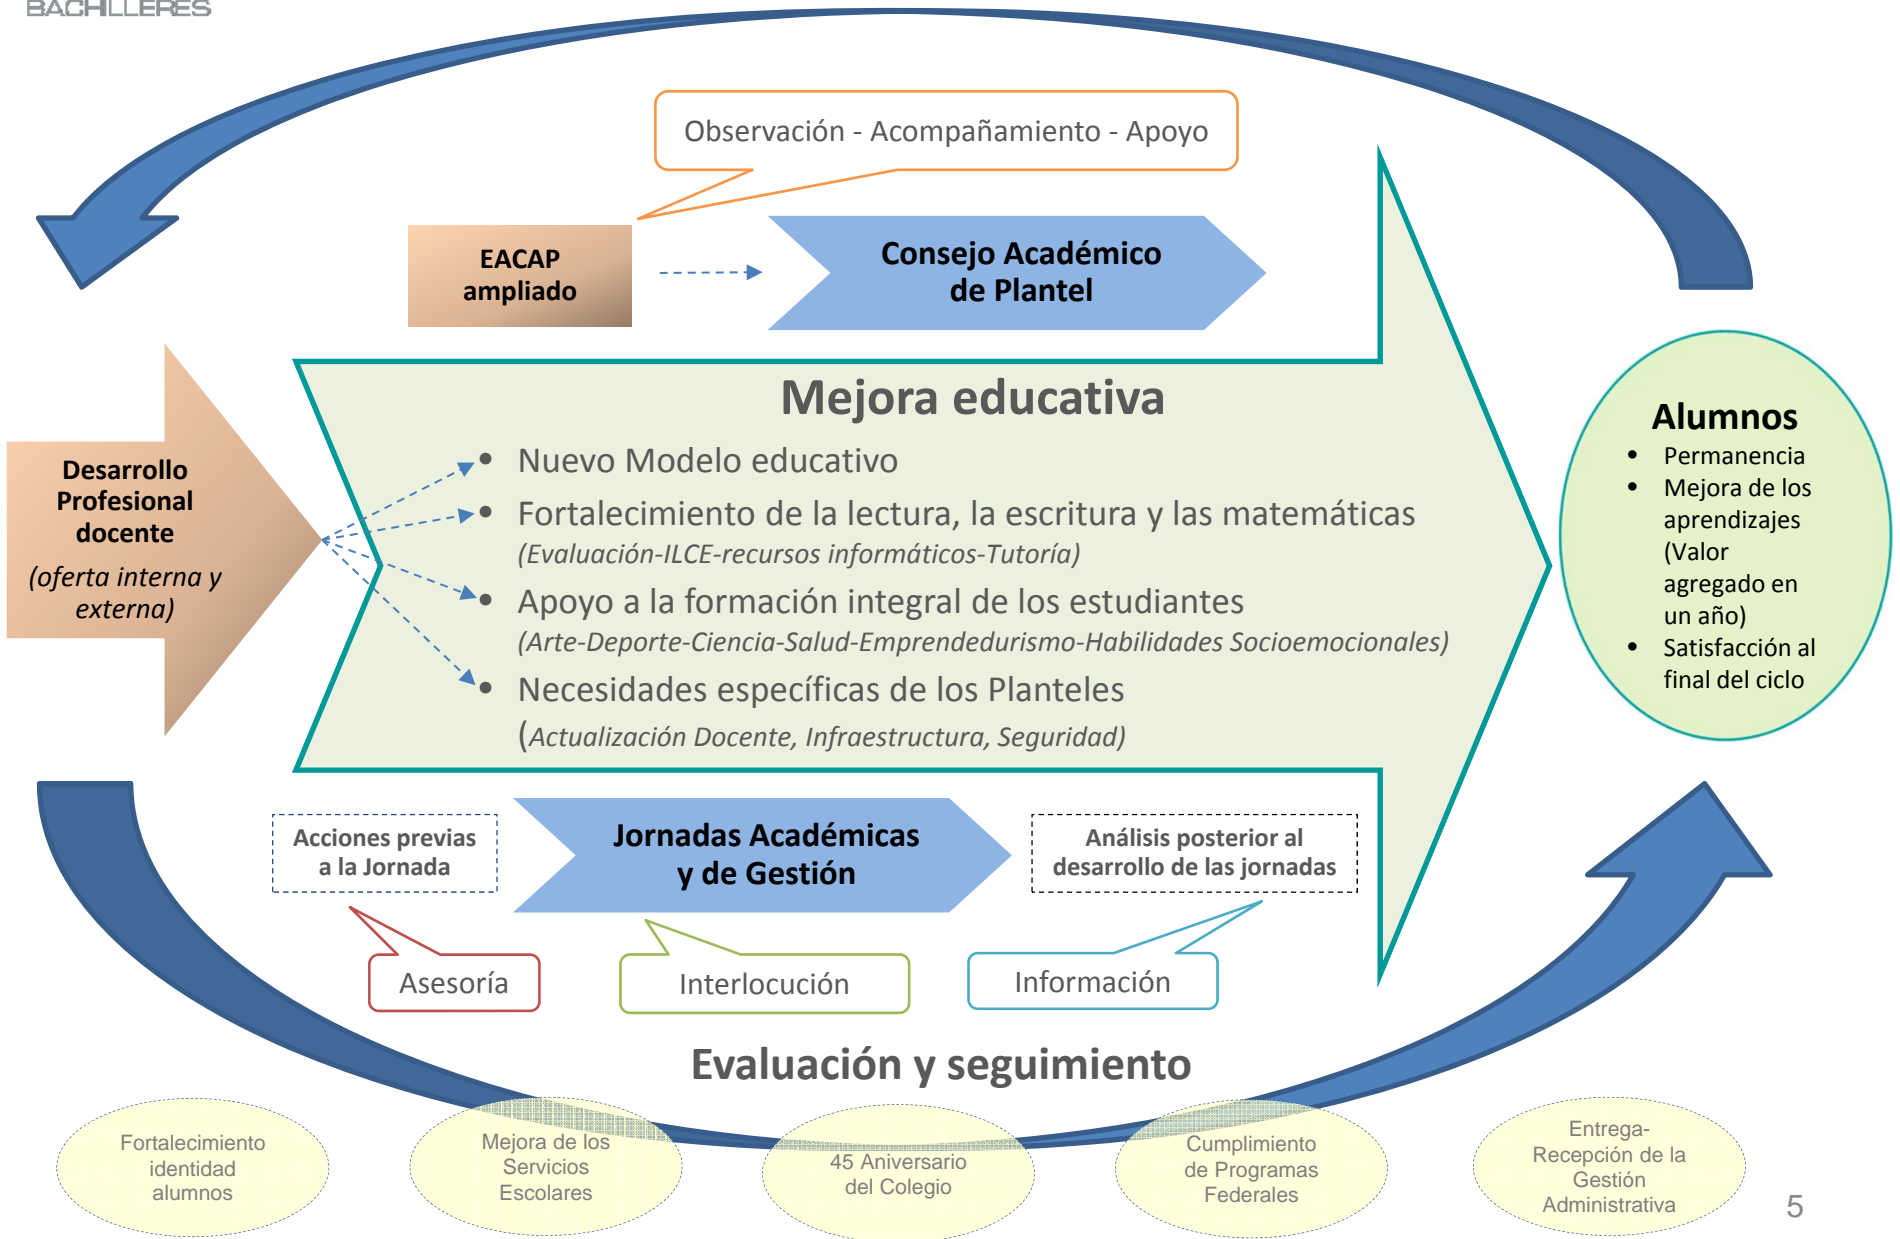 BACHILLERES
Observación - Acompañamiento - Apoyo
EACAP
ampliado
Consejo Académico
de Plantel
Desarrollo
Profesional
docente
(oferta interna y
externa)
Mejora educativa
• Nuevo Modelo educativo
• Fortalecimiento de la lectura, la escritura y las matemáticas
(Evaluación-ILCE-recursos informáticos-Tutoría)
• Apoyo a la formación integral de los estudiantes
(Arte-Deporte-Ciencia-Salud-Emprendedurismo-Habilidades Socioemocionales)
• Necesidades específicas de los Planteles
(Actualización Docente, Infraestructura, Seguridad)
Alumnos
• Permanencia
• Mejora de los
aprendizajes
(Valor
agregado en
un año)
• Satisfacción al
final del ciclo
Acciones previas
a la Jornada
Jornadas Académicas
y de Gestión
Análisis posterior al
desarrollo de las jornadas
Asesoría
Interlocución
Información
Evaluación y seguimiento
Fortalecimiento
identidad
alumnos
Mejora de los
Servicios
Escolares
45 Aniversario
del Colegio
Cumplimiento
de Programas
Federales
Entrega-
Recepción de la
Gestión
Administrativa
5